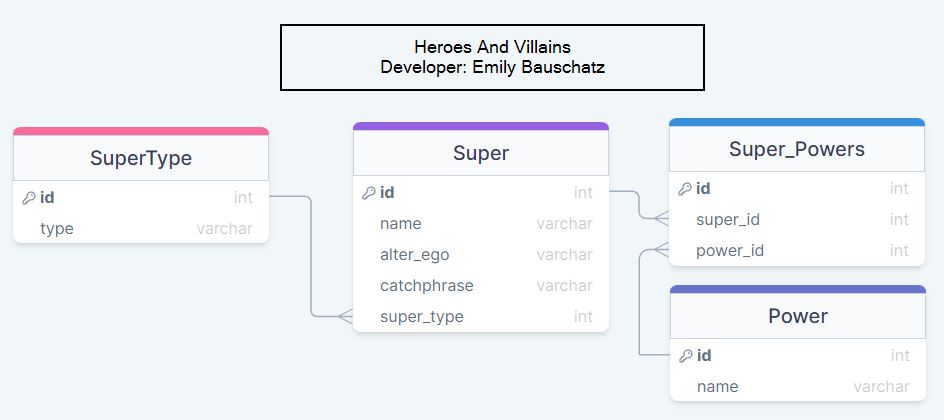 Heroes And Villains
Developer: Emily Bauschatz
SuperType
id int
type varchar
Super
id int
name varchar
alter_ego varchar
catchphrase varchar
super_type int
Super_Powers
id int
super_id int
power_id int
Power
id int
name varchar